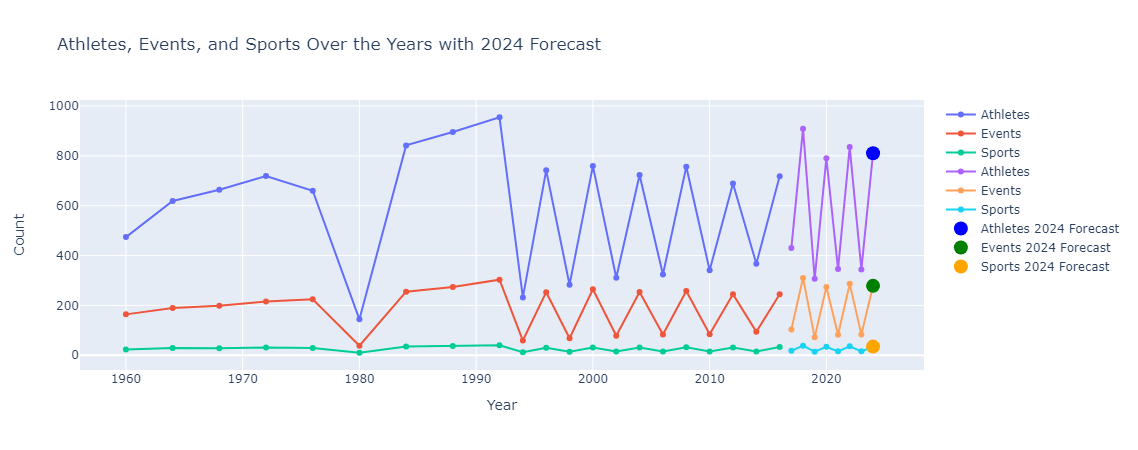 Athletes, Events, and Sports Over the Years with 2024 Forecast
1000
800
600
400
200
0
Count
1960
1970
1980
1990
2000
2010
2020
Year
Athletes
Events
Sports
Athletes
Events
Sports
Athletes 2024 Forecast
Events 2024 Forecast
Sports 2024 Forecast